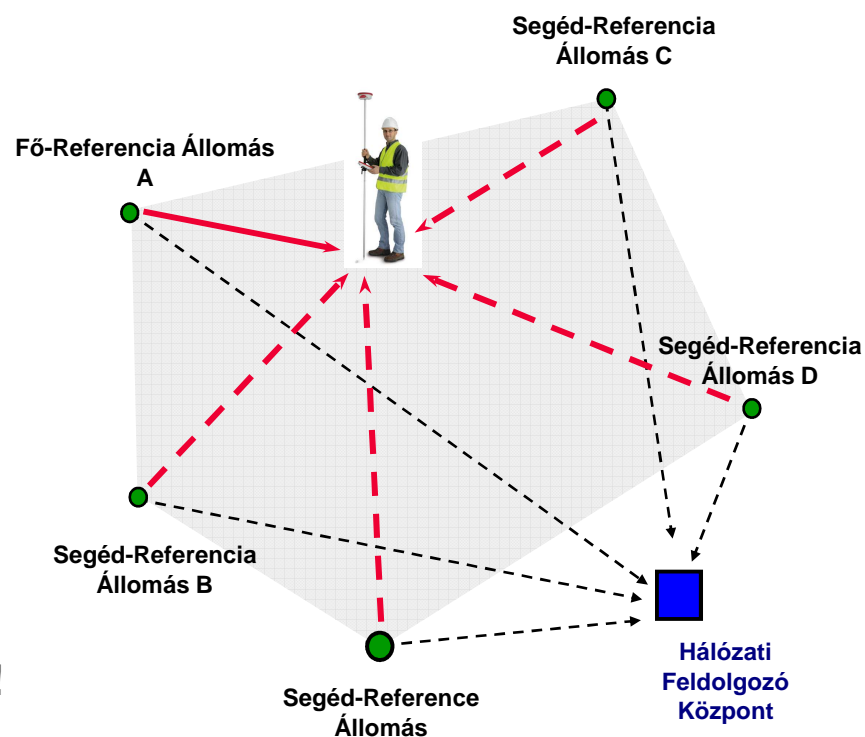 Segéd-Referencia
Állomás C
Fő-Referencia Állomás
A
Segéd-Referencia
Állomás D
Segéd-Referencia
Állomás B
Segéd-Reference
Állomás
Hálózati
Feldolgozó
Központ
!